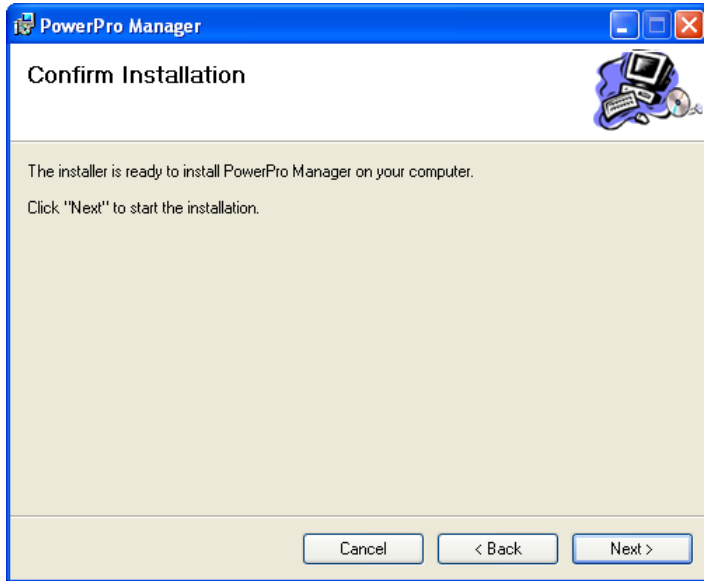 PowerPro Manager
Confirm Installation
The installer is ready to install PowerPro Manager on your computer.
Click "Next" to start the installation.
Cancel
< Back
Next >